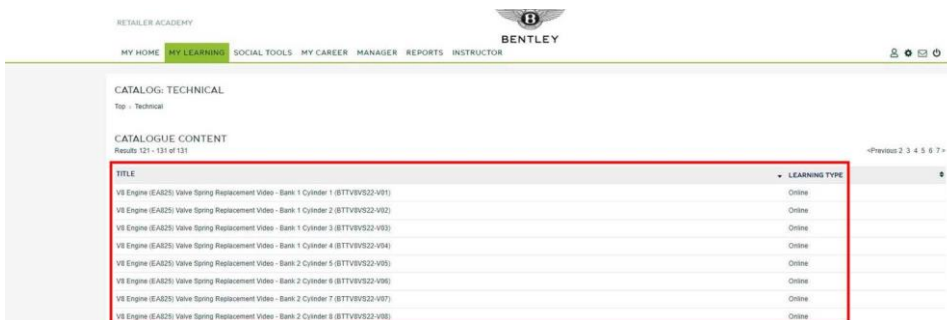 RETAILER ACADEMY
B
BENTLEY
MY HOME MY LEARNING SOCIAL TOOLS MY CAREER MANAGER REPORTS INSTRUCTOR
CATALOG: TECHNICAL
Top › Technical
CATALOGUE CONTENT
Results 121 - 131 of 131
<Previous 2 3 4 5 6 7 >
TITLE LEARNING TYPE
V8 Engine (EA825) Valve Spring Replacement Video - Bank 1 Cylinder 1 (BTTV8VS22-V01) Online
V8 Engine (EA825) Valve Spring Replacement Video - Bank 1 Cylinder 2 (BTTV8VS22-V02) Online
V8 Engine (EA825) Valve Spring Replacement Video - Bank 1 Cylinder 3 (BTTV8VS22-V03) Online
V8 Engine (EA825) Valve Spring Replacement Video - Bank 1 Cylinder 4 (BTTV8VS22-V04) Online
V8 Engine (EA825) Valve Spring Replacement Video - Bank 2 Cylinder 5 (BTTV8VS22-V05) Online
V8 Engine (EA825) Valve Spring Replacement Video - Bank 2 Cylinder 6 (BTTV8VS22-V06) Online
V8 Engine (EA825) Valve Spring Replacement Video - Bank 2 Cylinder 7 (BTTV8VS22-V07) Online
V8 Engine (EA825) Valve Spring Replacement Video - Bank 2 Cylinder 8 (BTTV8VS22-V08) Online